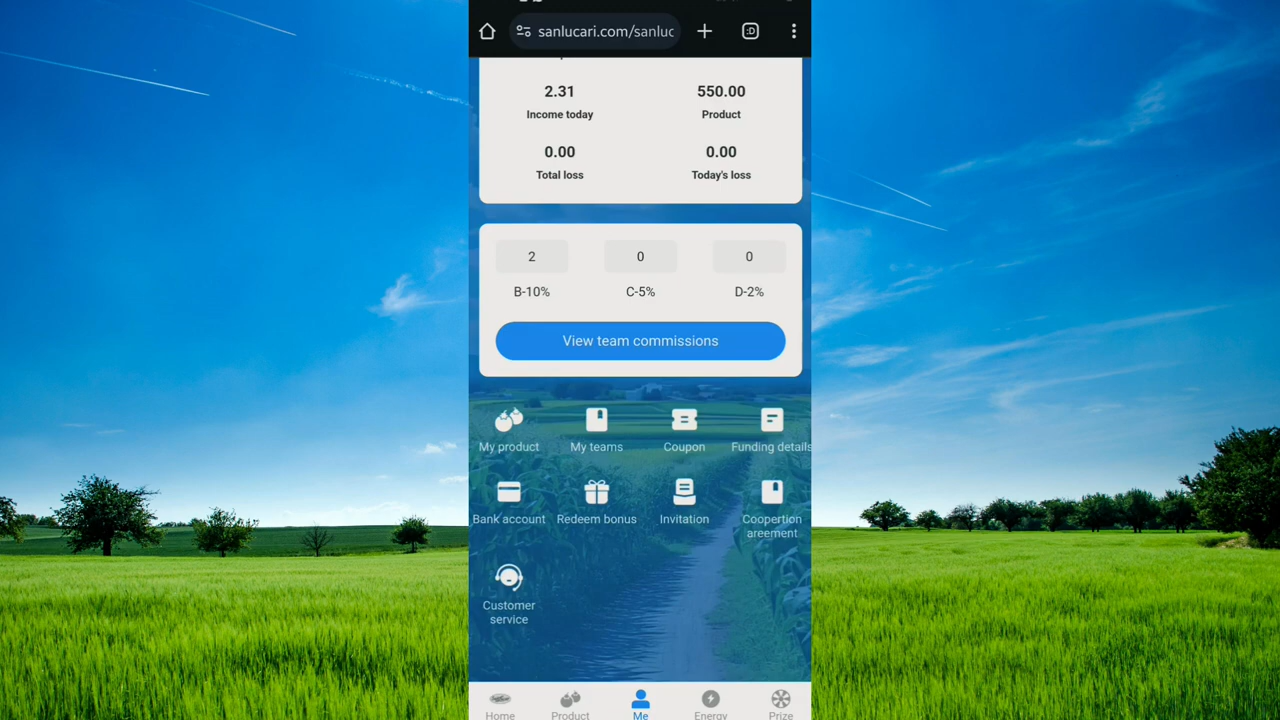 sanlucari.com/sanluc
2.31 550.00
Income today Product
0.00 0.00
Total loss Today's loss
2 0 0
B-10% C-5% D-2%
View team commissions
My product My teams Coupon Funding details
Bank account Redeem bonus Invitation Coopertion
areement
Customer
service
Home Product Me Energy Prize